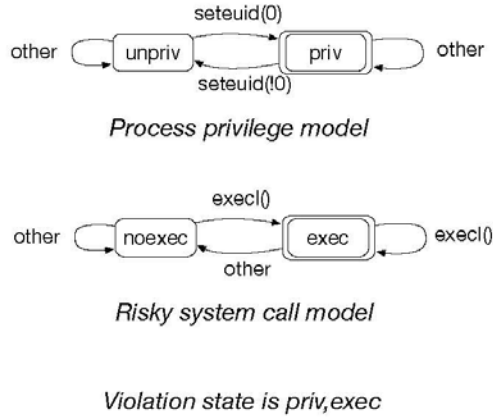 seteuid(0)
other unpriv priv other
seteuid(!0)
Process privilege model
execl()
other noexec exec execl()
other
Risky system call model
Violation state is priv,exec